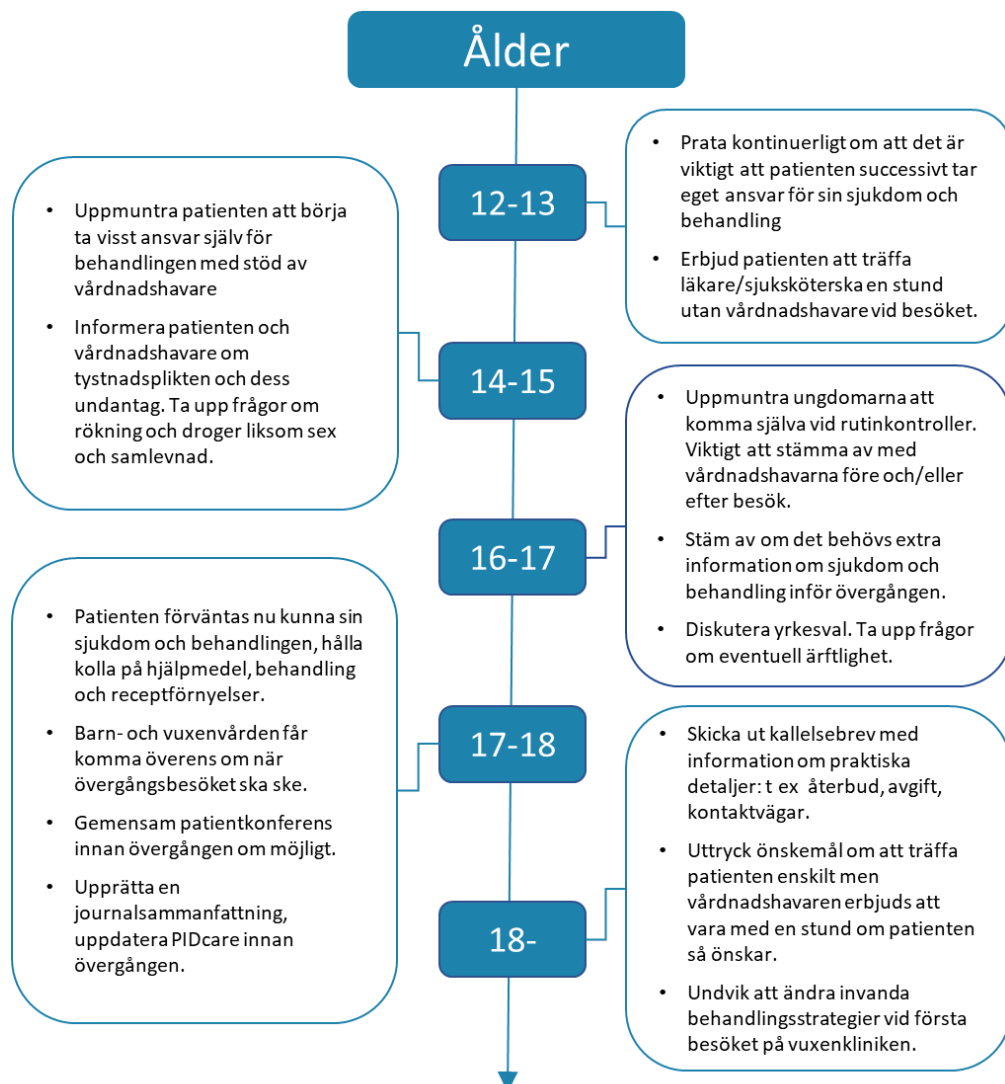 Ålder
12-13
• Prata kontinuerligt om att det är
viktigt att patienten successivt tar
eget ansvar för sin sjukdom och
behandling
• Erbjud patienten att träffa
läkare/sjuksköterska en stund
utan vårdnadshavare vid besöket.
14-15
• Uppmuntra patienten att börja
ta visst ansvar själv för
behandlingen med stöd av
vårdnadshavare
• Informera patienten och
vårdnadshavare om
tystnadsplikten och dess
undantag. Ta upp frågor om
rökning och droger liksom sex
och samlevnad.
16-17
• Uppmuntra ungdomarna att
komma själva vid rutinkontroller.
Viktigt att stämma av med
vårdnadshavarna före och/eller
efter besök.
• Stäm av om det behövs extra
information om sjukdom och
behandling inför övergången.
• Diskutera yrkesval. Ta upp frågor
om eventuell ärftlighet.
17-18
• Patienten förväntas nu kunna sin
sjukdom och behandlingen, hålla
kolla på hjälpmedel, behandling
och receptförnyelser.
• Barn- och vuxenvården får
komma överens om när
övergångsbesöket ska ske.
• Gemensam patientkonferens
innan övergången om möjligt.
• Upprätta en
journalsammanfattning,
uppdatera PIDcare innan
övergången.
18-
• Skicka ut kallelsebrev med
information om praktiska
detaljer: t ex återbud, avgift,
kontaktvägar.
• Uttryck önskemål om att träffa
patienten enskilt men
vårdnadshavaren erbjuds att
vara med en stund om patienten
så önskar.
• Undvik att ändra invanda
behandlingsstrategier vid första
besöket på vuxenkliniken.